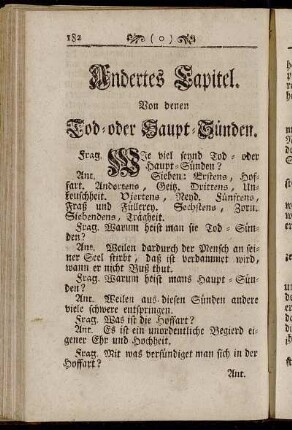 182 ( o )
Andertes Capitel.
Von denen
Tod- oder Haupt-Sünden.
Frag. WIe viel seynd Tod- oder
Haupt-Sünden?
Ant. Sieben: Erstens, Hof-
fart. Andertens, Geitz. Drittens, Un-
keuschheit. Viertens, Neyd. Fünftens,
Fraß und Füllerey. Sechstens, Zorn.
Siebendens, Trägheit.
Frag. Warum heist man sie Tod-Sün-
den?
Ant. Weilen dardurch der Mensch an sei-
ner Seel stirbt, daß ist verdammet wird,
wann er nicht Buß thut.
Frag. Warum heist mans Haupt-Sün-
den?
Ant. Weilen aus diesen Sünden andere
viele schwere entspringen.
Frag. Was ist die Hoffart?
Ant. Es ist ein unordentliche Begierd ei-
gener Ehr und Hochheit.
Frag. Mit was versündiget man sich in der
Hoffart?
Ant.